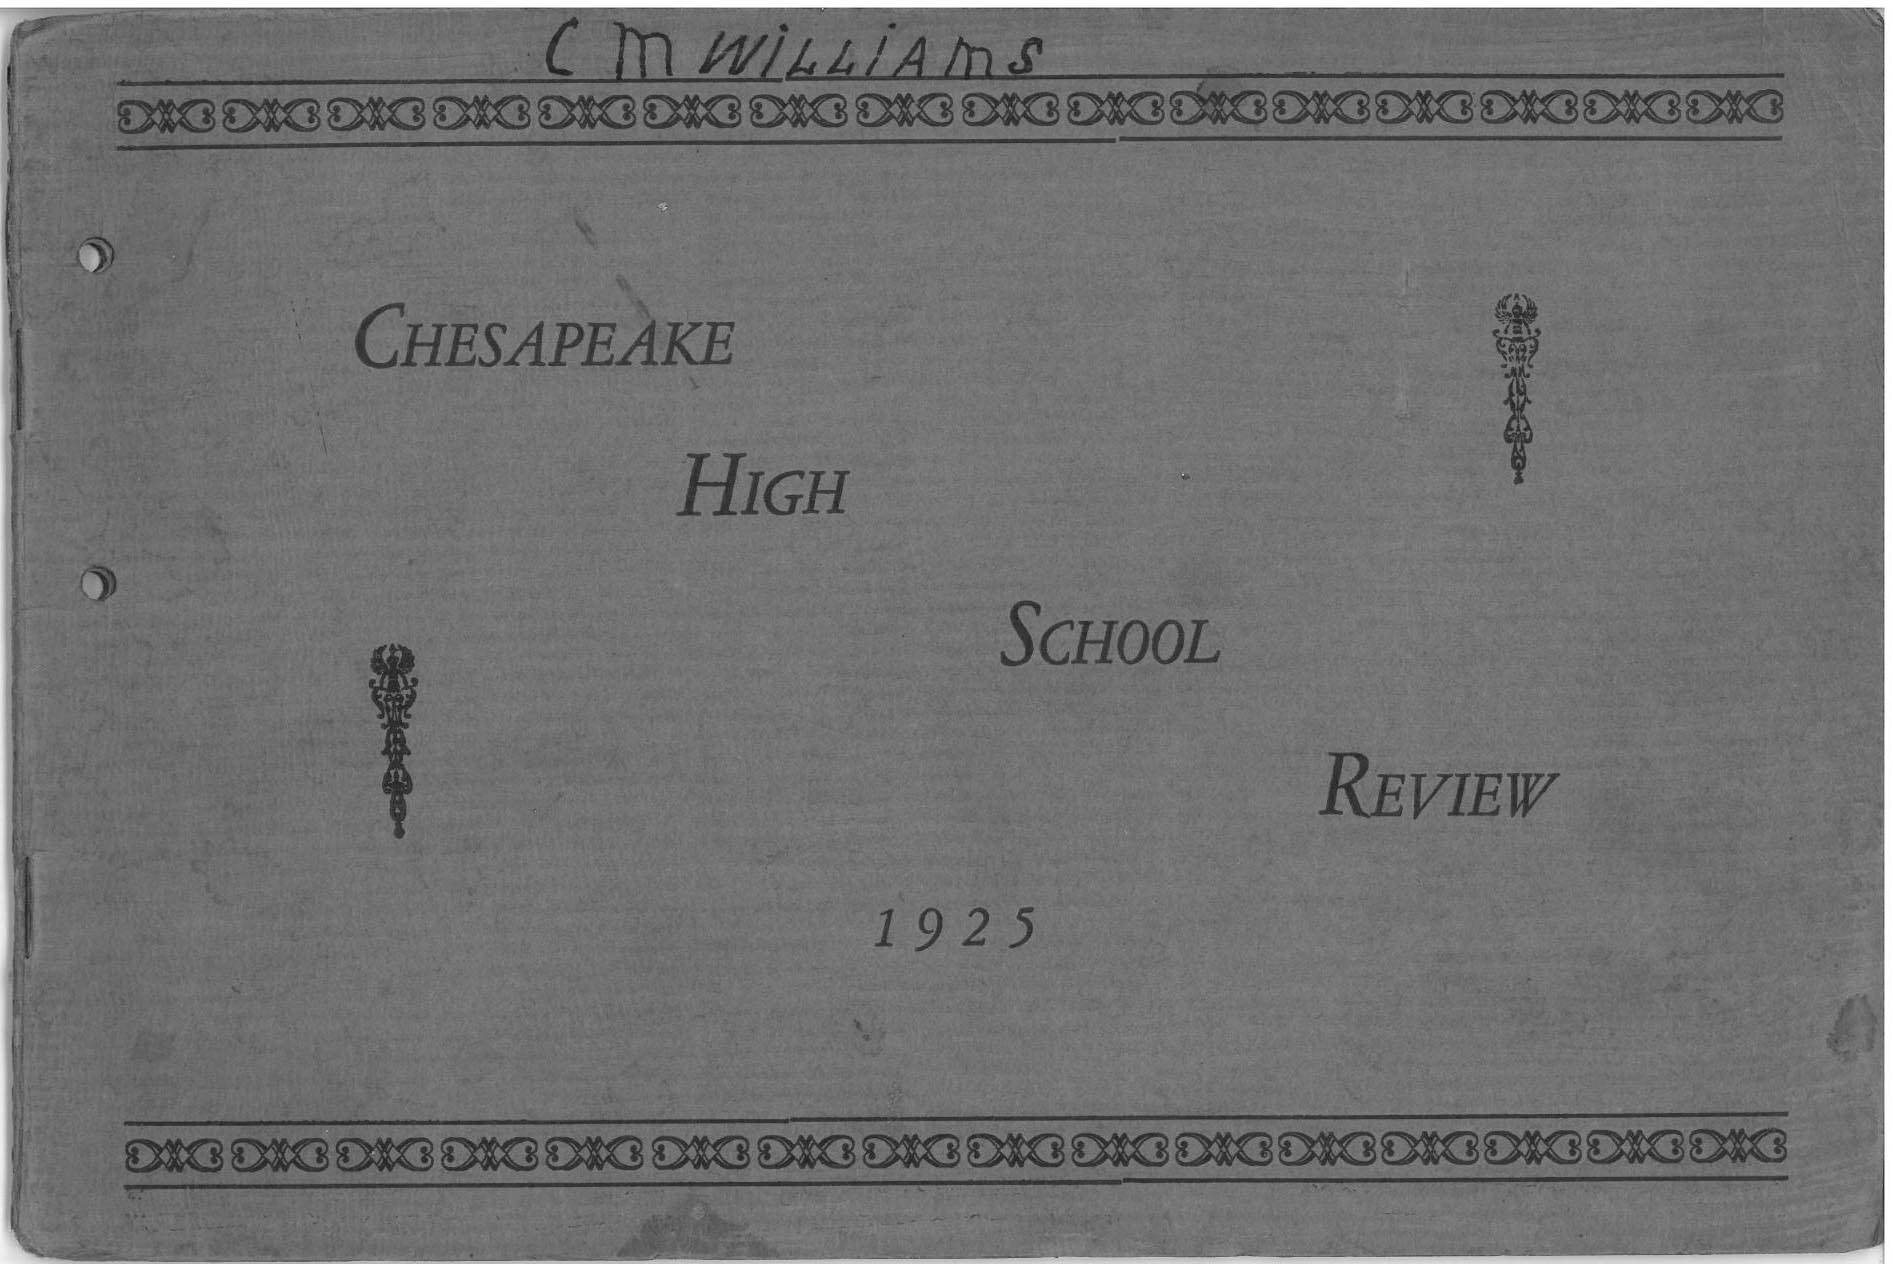 C M WiLLiAMS
CHESAPEAKE
HIGH
SCHOOL
REVIEW
1925